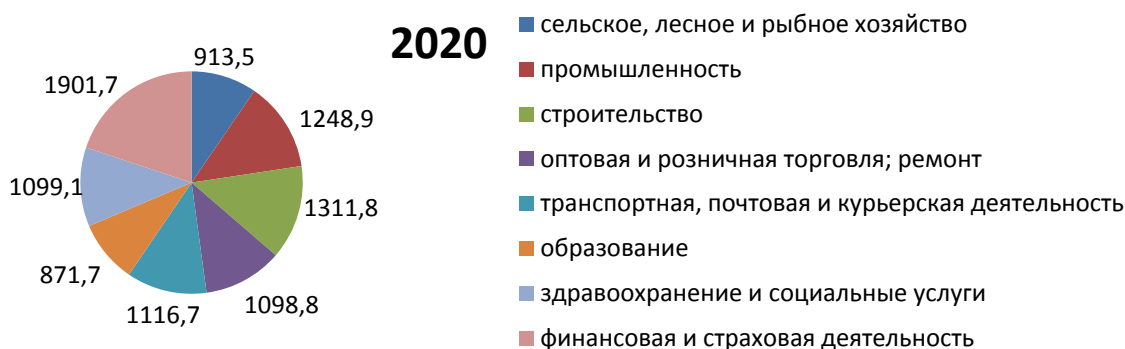 2020
913,5
1248,9
1311,8
1098,8
1116,7
871,7
1099,1
1901,7
сельское, лесное и рыбное хозяйство
промышленность
строительство
оптовая и розничная торговля; ремонт
транспортная, почтовая и курьерская деятельность
образование
здравоохранение и социальные услуги
финансовая и страховая деятельность